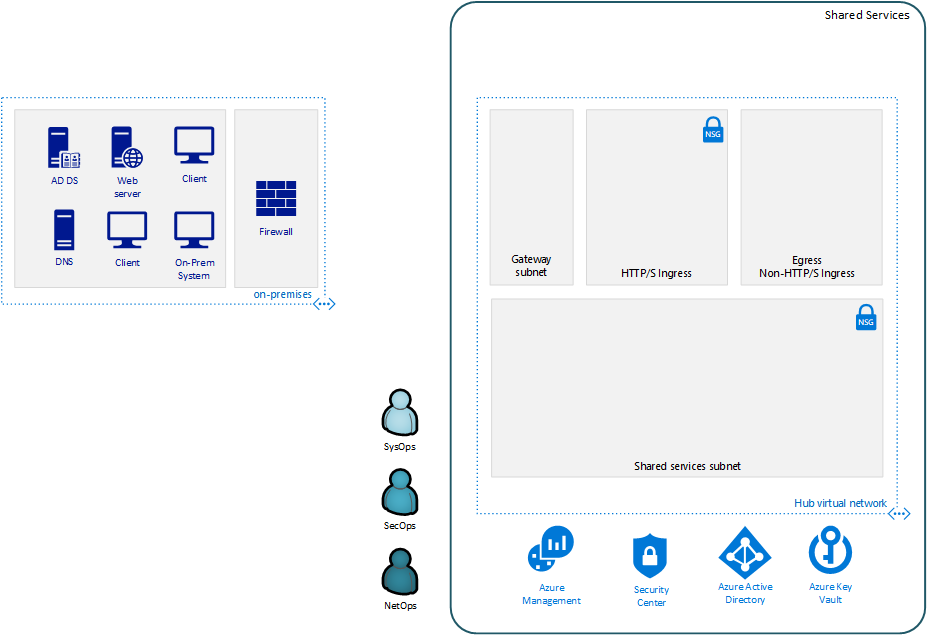 Shared Services
AD DS
Web
server
Client
DNS
Client
On-Prem
System
Firewall
on-premises
NSG
Gateway
subnet
HTTP/S Ingress
Egress
Non-HTTP/S Ingress
NSG
Shared services subnet
Hub virtual network
SysOps
SecOps
NetOps
Azure
Management
Security
Center
Azure Active
Directory
Azure Key
Vault